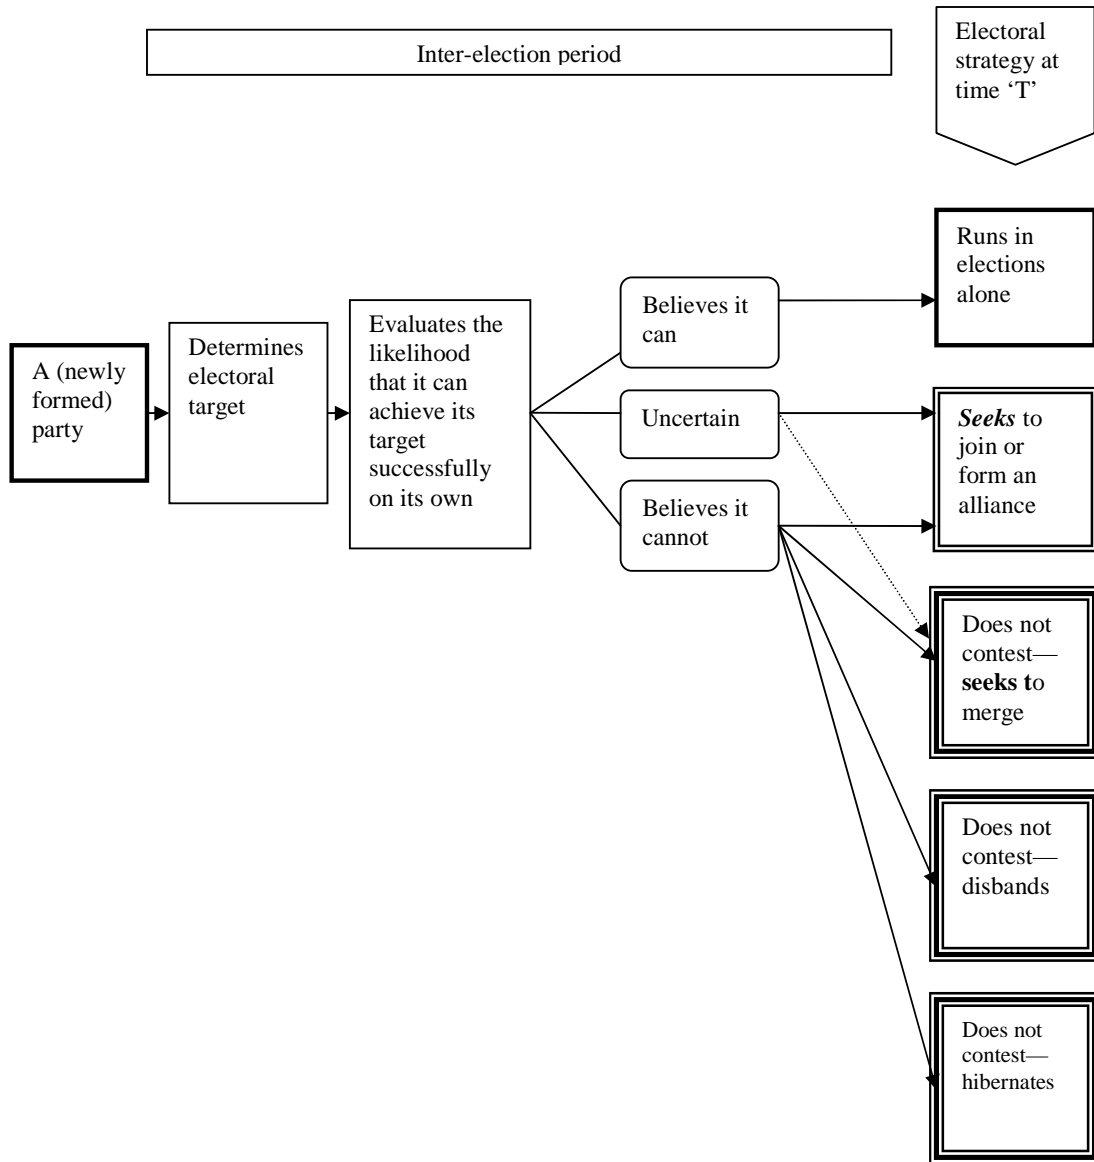 Inter-election period
Electoral
strategy at
time ‘T’
A (newly
formed)
party
Determines
electoral
target
Evaluates the
likelihood
that it can
achieve its
target
successfully
on its own
Believes it
can
Uncertain
Believes it
cannot
Runs in
elections
alone
Seeks to
join or
form an
alliance
Does not
contest—
seeks to
merge
Does not
contest—
disbands
Does not
contest—
hibernates